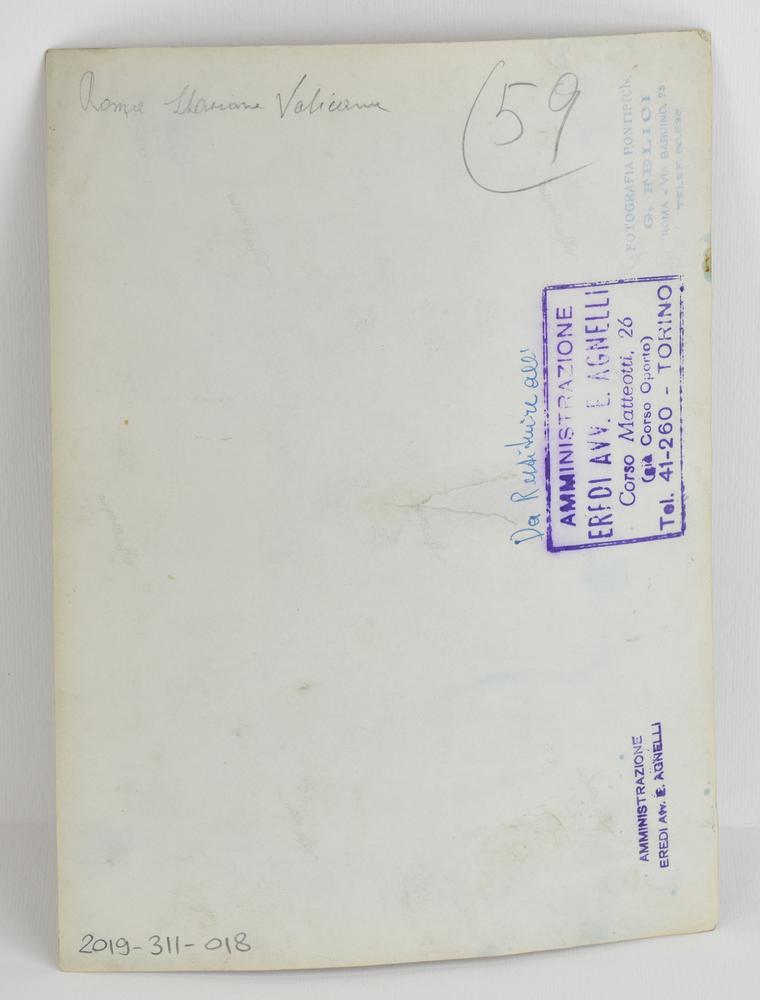 Roma Stazione Vaticana
59
FOTOGRAFIA PONTIFICIA
G. FELICI
ROMA - VIA BABUINO, 75
TELEF.
Da Restituire all'
AMMINISTRAZIONE
EREDI AVV. E. AGNELLI
Corso Matteotti, 26
(già Corso Oporto)
Tel. 41-260 - TORINO
AMMINISTRAZIONE
EREDI AVV. E. AGNELLI
2019-311-018